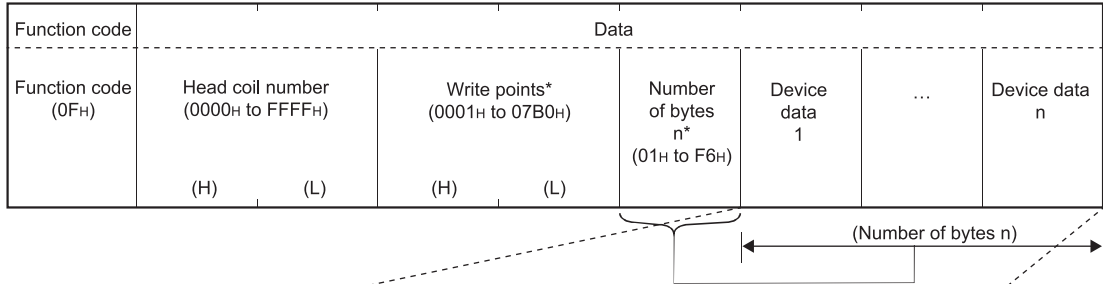 Function code Data
Function code Head coil number Write points* Number Device … Device data
(0FH) (0000H to FFFFH) (0001H to 07B0H) of bytes data n
n* 1
(01H to F6H)
(H) (L) (H) (L)
(Number of bytes n)